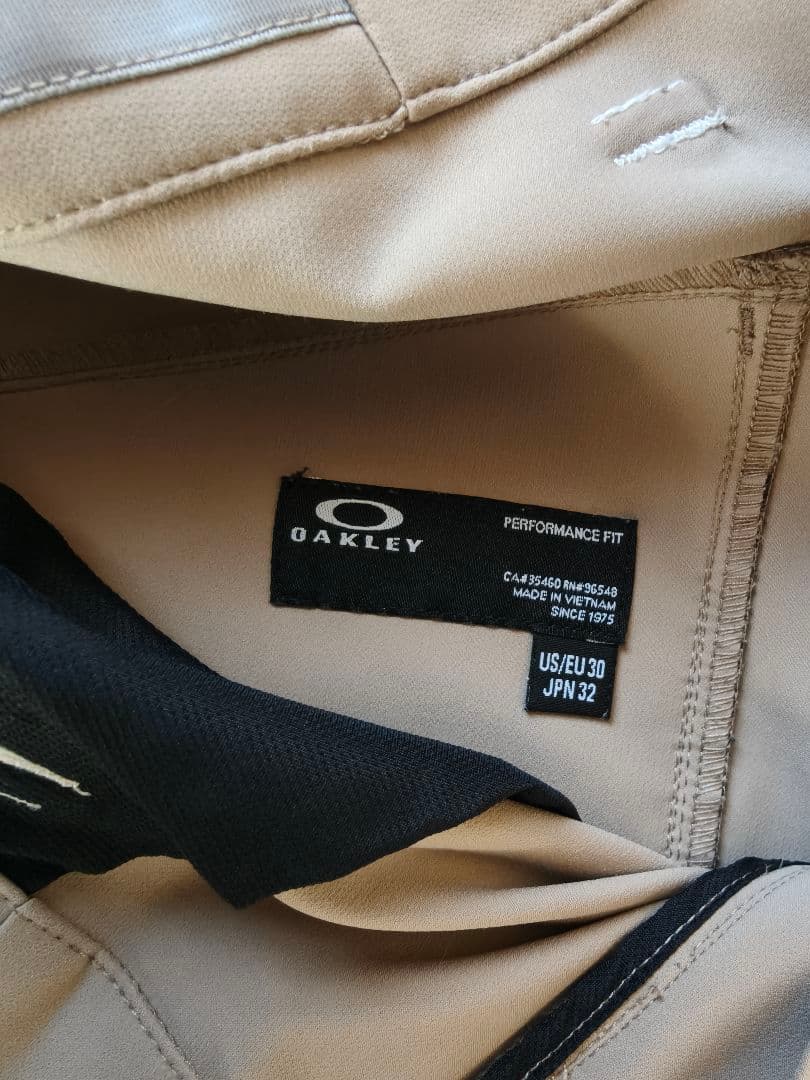 OAKLEY
PERFORMANCE FIT
CA#35460 RN#96548
MADE IN VIETNAM
SINCE 1975
US/EU 30
JPN 32